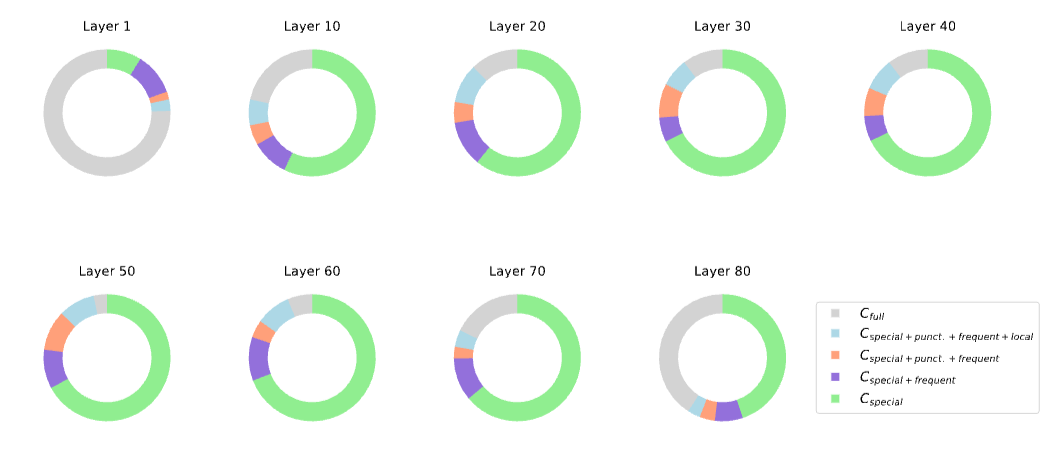 Layer 1
Layer 10
Layer 20
Layer 30
Layer 40
Layer 50
Layer 60
Layer 70
Layer 80
C_full
C_special + punct. + frequent + local
C_special + punct. + frequent
C_special + frequent
C_special